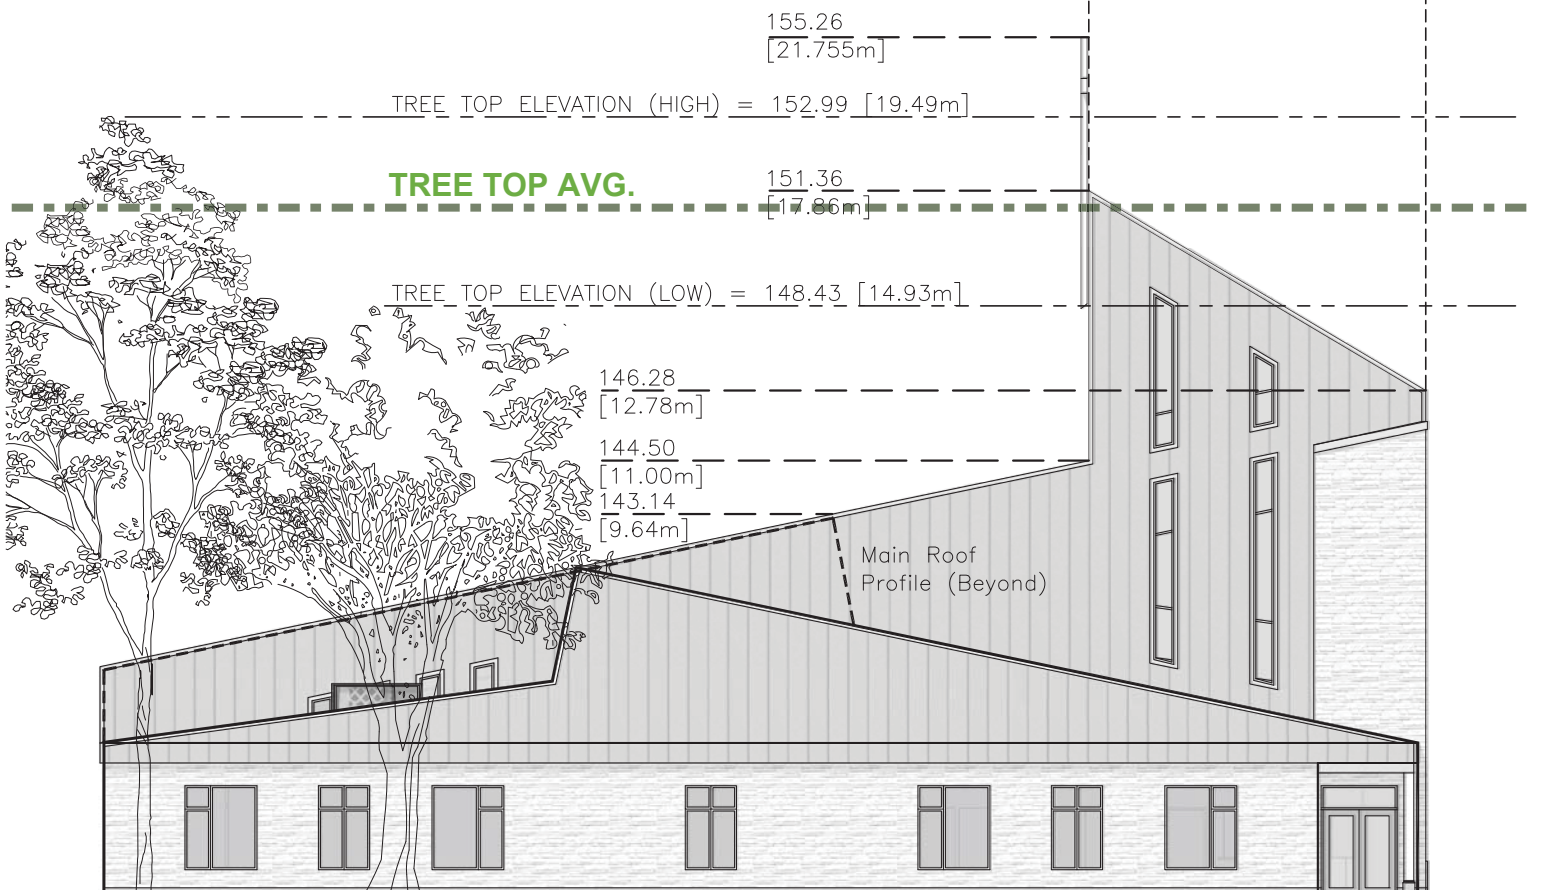 155.26
[21.755m]
TREE TOP ELEVATION (HIGH) = 152.99 [19.49m]
TREE TOP AVG.
151.36
[17.86m]
TREE TOP ELEVATION (LOW) = 148.43 [14.93m]
146.28
[12.78m]
144.50
[11.00m]
143.14
[9.64m]
Main Roof
Profile (Beyond)